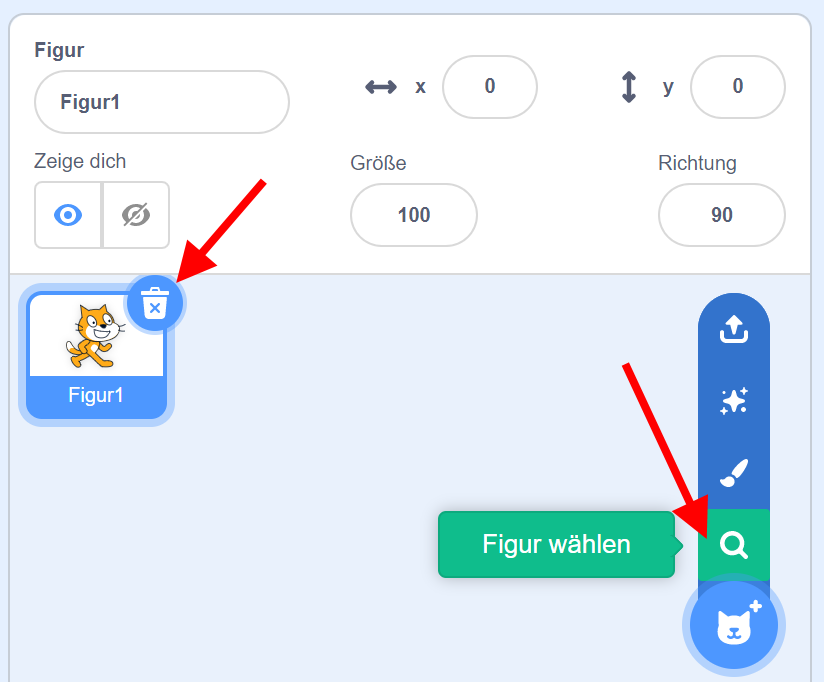 Figur
Figur1
x
0
y
0
Zeige dich
Größe
Richtung
100
90
Figur1
Figur wählen